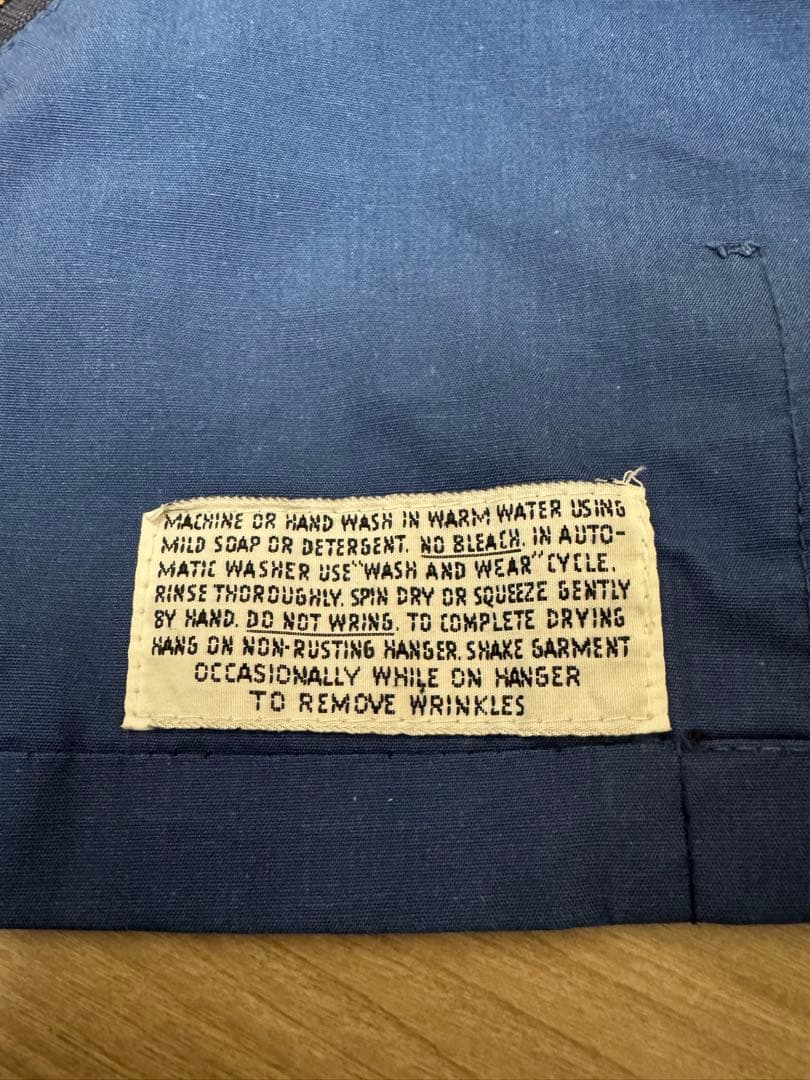 MACHINE OR HAND WASH IN WARM WATER USING
MILD SOAP OR DETERGENT. NO BLEACH. IN AUTO-
MATIC WASHER USE "WASH AND WEAR" CYCLE.
RINSE THOROUGHLY. SPIN DRY OR SQUEEZE GENTLY
BY HAND. DO NOT WRING. TO COMPLETE DRYING
HANG ON NON-RUSTING HANGER. SHAKE GARMENT
OCCASIONALLY WHILE ON HANGER
TO REMOVE WRINKLES